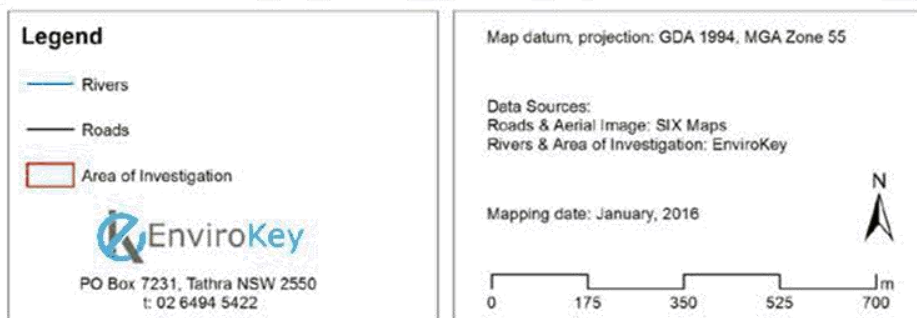 Legend
Rivers
Roads
Area of Investigation
EnviroKey
PO Box 7231, Tathra NSW 2550
t: 02 6494 5422
Map datum, projection: GDA 1994, MGA Zone 55
Data Sources:
Roads & Aerial Image: SIX Maps
Rivers & Area of Investigation: EnviroKey
Mapping date: January, 2016
N
m
0 175 350 525 700